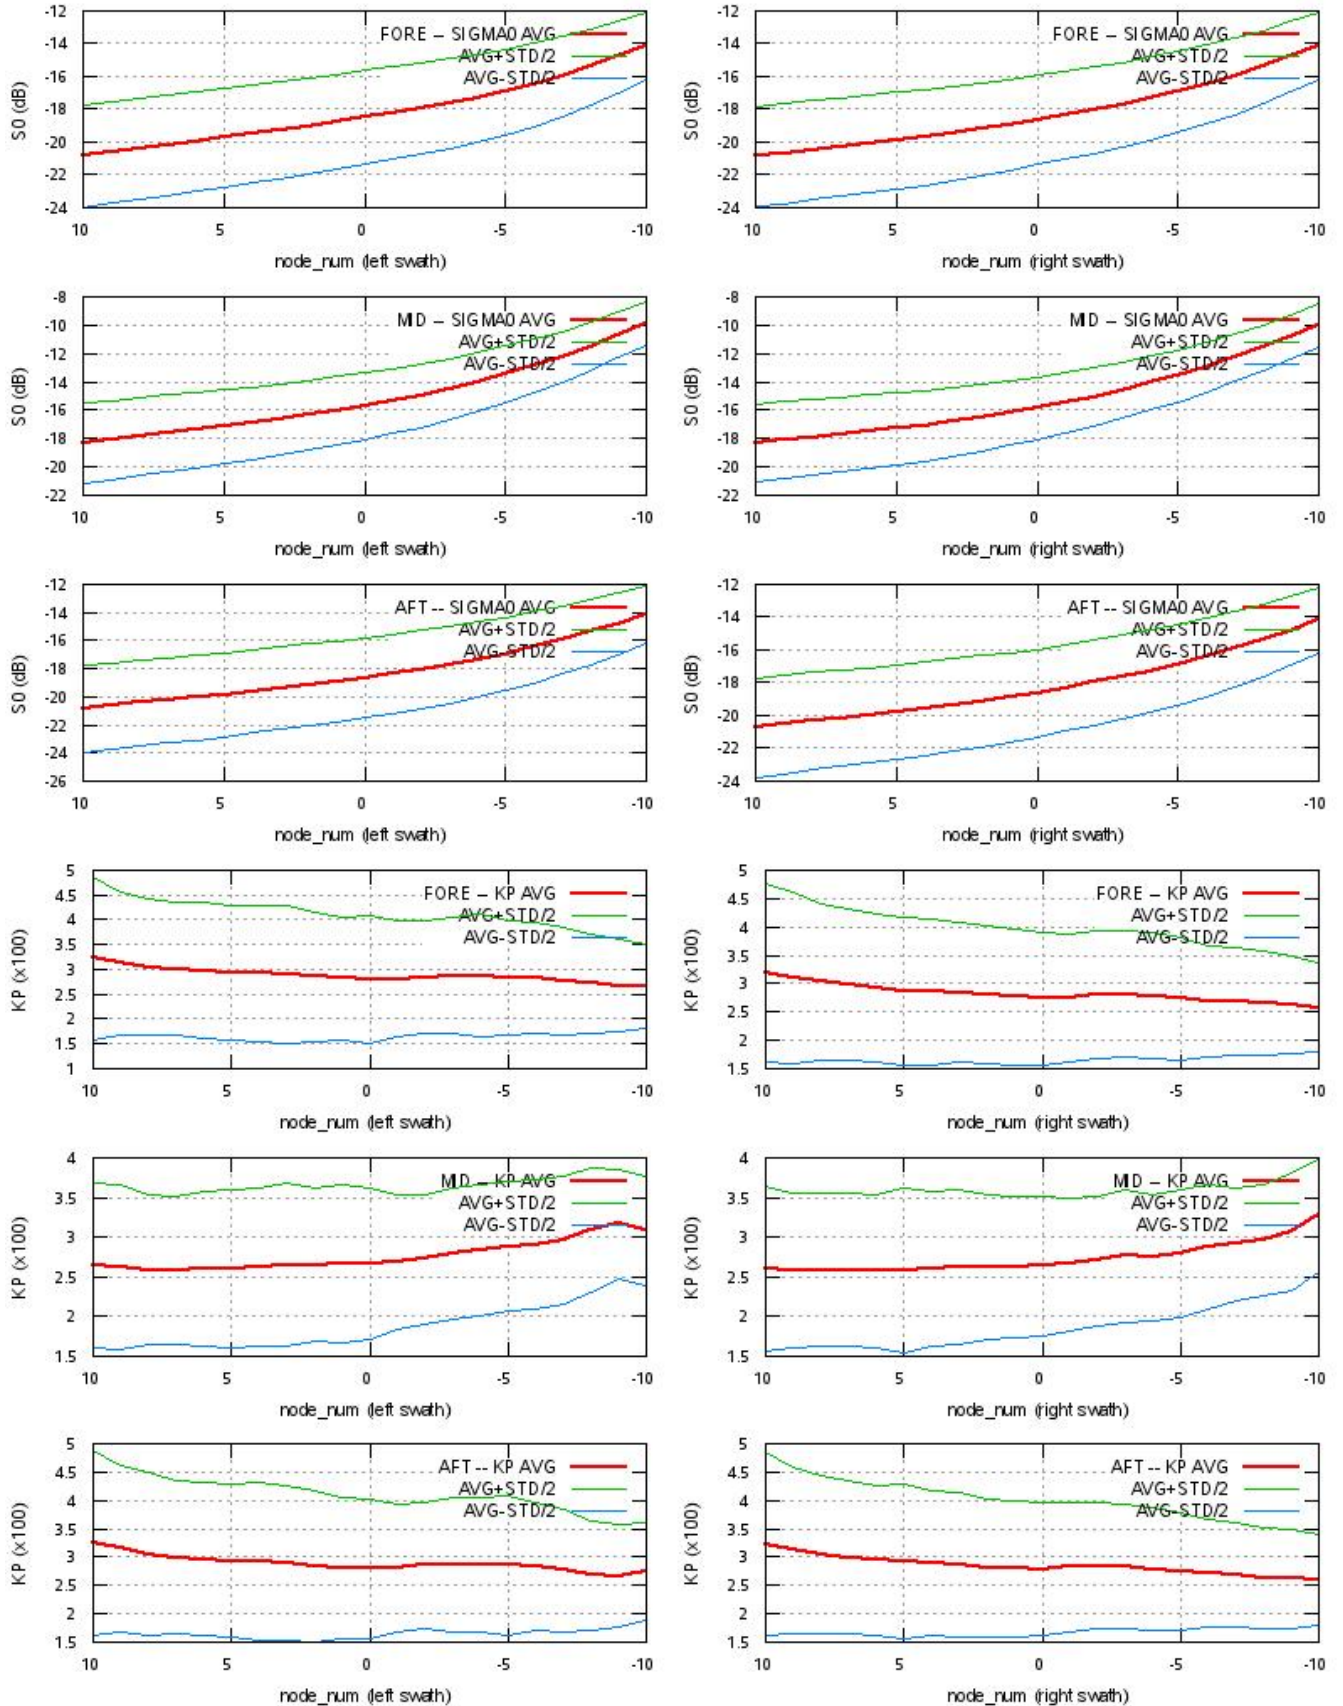 -12
-14
-16
-18
-20
-22
-24
S0 (dB)
FORE -- SIGMA0 AVG
AVG+STD/2
AVG-STD/2
10 5 0 -5 -10
node_num (left swath)
-12
-14
-16
-18
-20
-22
-24
S0 (dB)
FORE -- SIGMA0 AVG
AVG+STD/2
AVG-STD/2
10 5 0 -5 -10
node_num (right swath)
-8
-10
-12
-14
-16
-18
-20
-22
S0 (dB)
MID -- SIGMA0 AVG
AVG+STD/2
AVG-STD/2
10 5 0 -5 -10
node_num (left swath)
-8
-10
-12
-14
-16
-18
-20
-22
S0 (dB)
MID -- SIGMA0 AVG
AVG+STD/2
AVG-STD/2
10 5 0 -5 -10
node_num (right swath)
-12
-14
-16
-18
-20
-22
-24
-26
S0 (dB)
AFT -- SIGMA0 AVG
AVG+STD/2
AVG-STD/2
10 5 0 -5 -10
node_num (left swath)
-12
-14
-16
-18
-20
-22
-24
S0 (dB)
AFT -- SIGMA0 AVG
AVG+STD/2
AVG-STD/2
10 5 0 -5 -10
node_num (right swath)
5
4.5
4
3.5
3
2.5
2
1.5
1
KP (x100)
FORE -- KP AVG
AVG+STD/2
AVG-STD/2
10 5 0 -5 -10
node_num (left swath)
5
4.5
4
3.5
3
2.5
2
1.5
KP (x100)
FORE -- KP AVG
AVG+STD/2
AVG-STD/2
10 5 0 -5 -10
node_num (right swath)
4
3.5
3
2.5
2
1.5
KP (x100)
MID -- KP AVG
AVG+STD/2
AVG-STD/2
10 5 0 -5 -10
node_num (left swath)
4
3.5
3
2.5
2
1.5
KP (x100)
MID -- KP AVG
AVG+STD/2
AVG-STD/2
10 5 0 -5 -10
node_num (right swath)
5
4.5
4
3.5
3
2.5
2
1.5
KP (x100)
AFT -- KP AVG
AVG+STD/2
AVG-STD/2
10 5 0 -5 -10
node_num (left swath)
5
4.5
4
3.5
3
2.5
2
1.5
KP (x100)
AFT -- KP AVG
AVG+STD/2
AVG-STD/2
10 5 0 -5 -10
node_num (right swath)